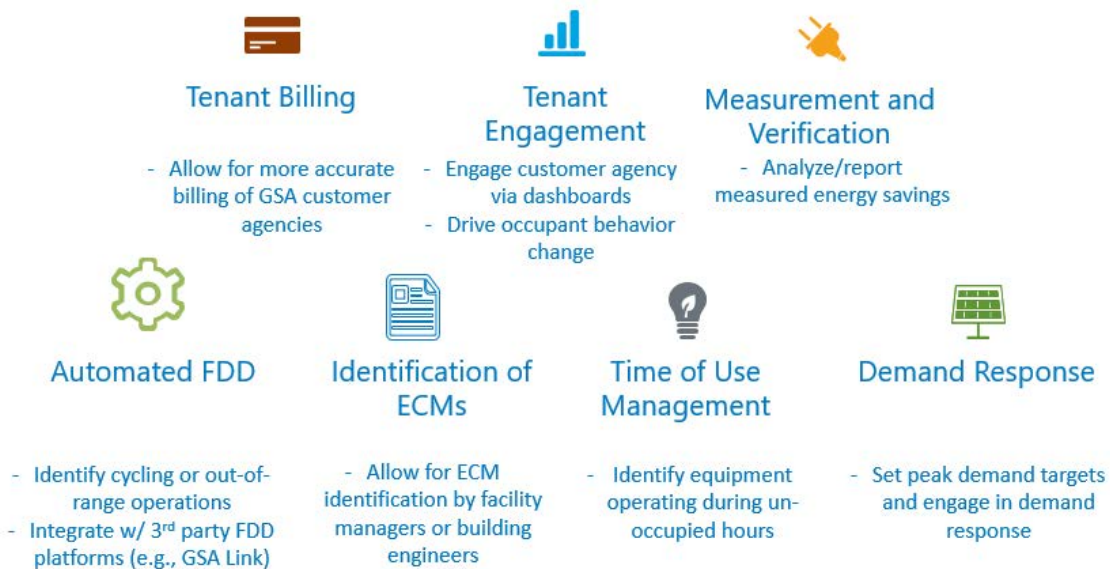 Tenant Billing
- Allow for more accurate
billing of GSA customer
agencies
Tenant
Engagement
- Engage customer agency
via dashboards
- Drive occupant behavior
change
Measurement and
Verification
- Analyze/report
measured energy savings
Automated FDD
- Identify cycling or out-of-
range operations
- Integrate w/ 3rd party FDD
platforms (e.g., GSA Link)
Identification of
ECMs
- Allow for ECM
identification by facility
managers or building
engineers
Time of Use
Management
- Identify equipment
operating during un-
occupied hours
Demand Response
- Set peak demand targets
and engage in demand
response